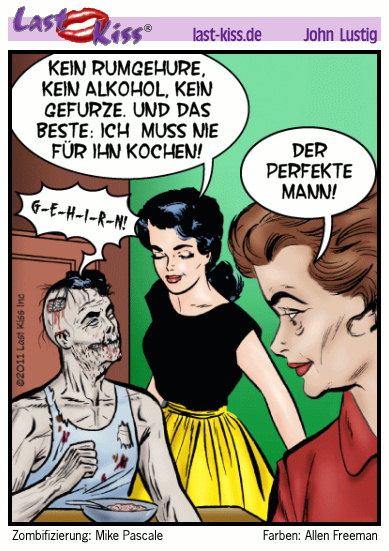 Last Kiss®
last-kiss.de John Lustig
KEIN RUMGEHURE,
KEIN ALKOHOL, KEIN
GEFURZE. UND DAS
BESTE: ICH MUSS NIE
FÜR IHN KOCHEN!
DER
PERFEKTE
MANN!
G-E-H-I-R-N!
©2011 Last Kiss Inc
Zombifizierung: Mike Pascale Farben: Allen Freeman